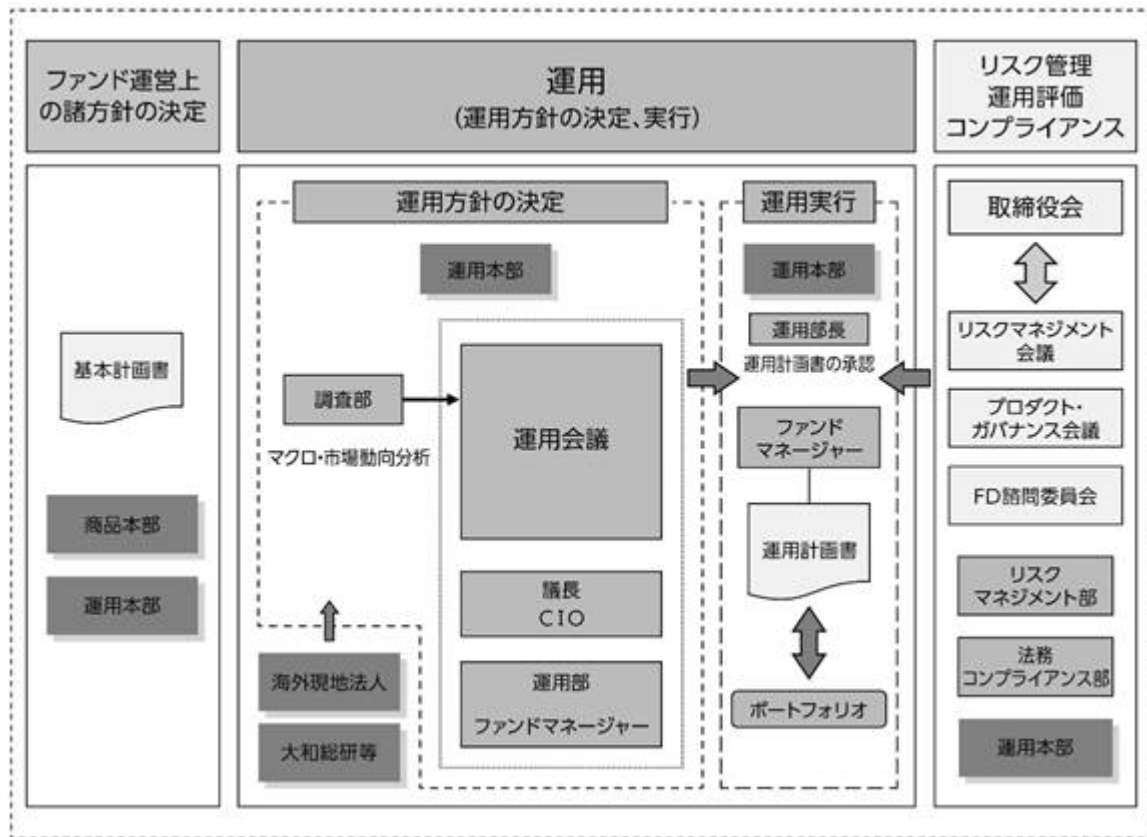 ファンド運営上
の諸方針の決定
運用
(運用方針の決定、実行)
リスク管理
運用評価
コンプライアンス
基本計画書
商品本部
運用本部
運用方針の決定
運用本部
調査部
マクロ・市場動向分析
運用会議
議長
CIO
運用部
ファンドマネージャー
海外現地法人
大和総研等
運用実行
運用本部
運用部長
運用計画書の承認
ファンド
マネージャー
運用計画書
ポートフォリオ
取締役会
リスクマネジメント
会議
プロダクト・
ガバナンス会議
FD諮問委員会
リスク
マネジメント部
法務
コンプライアンス部
運用本部